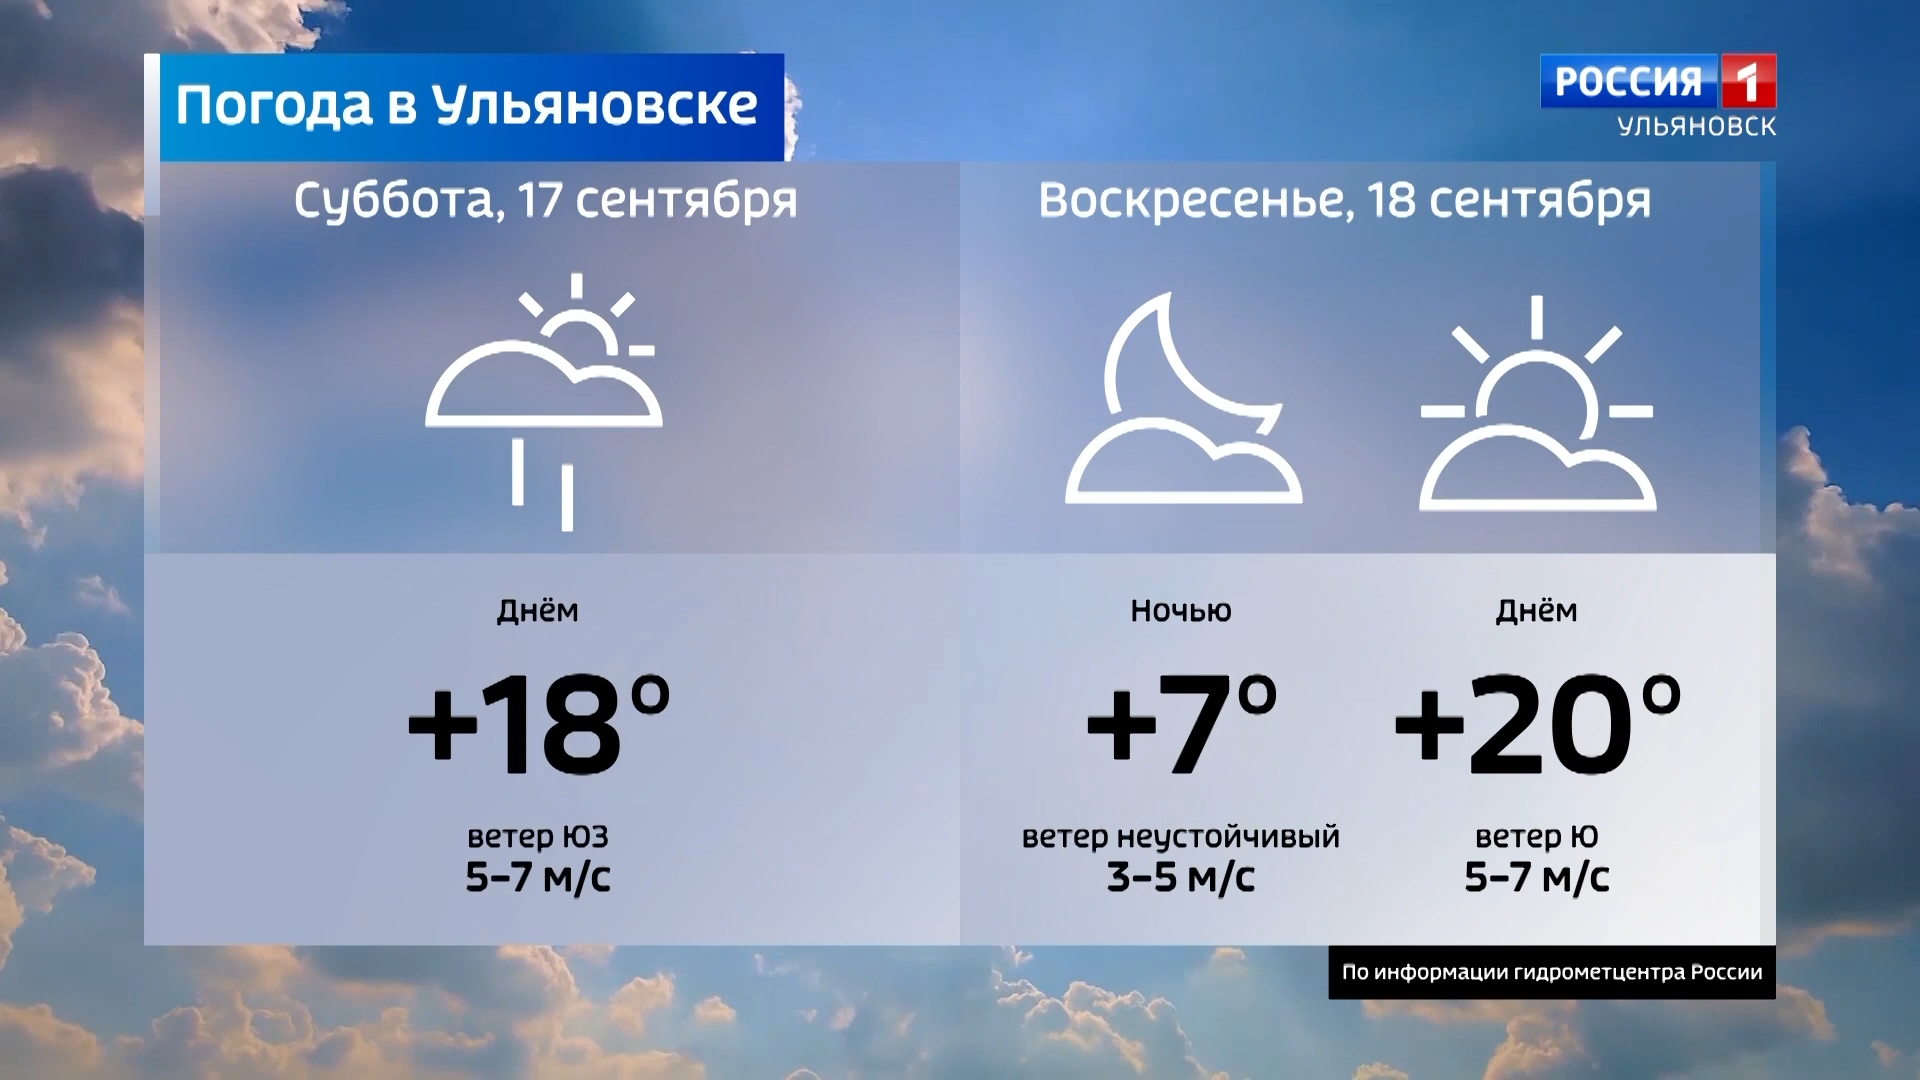 Погода в Ульяновске
РОССИЯ 1
УЛЬЯНОВСК
Суббота, 17 сентября
Воскресенье, 18 сентября
Днём
+18°
ветер ЮЗ
5-7 м/с
Ночью
+7°
ветер неустойчивый
3-5 м/с
Днём
+20°
ветер Ю
5-7 м/с
По информации гидрометцентра России